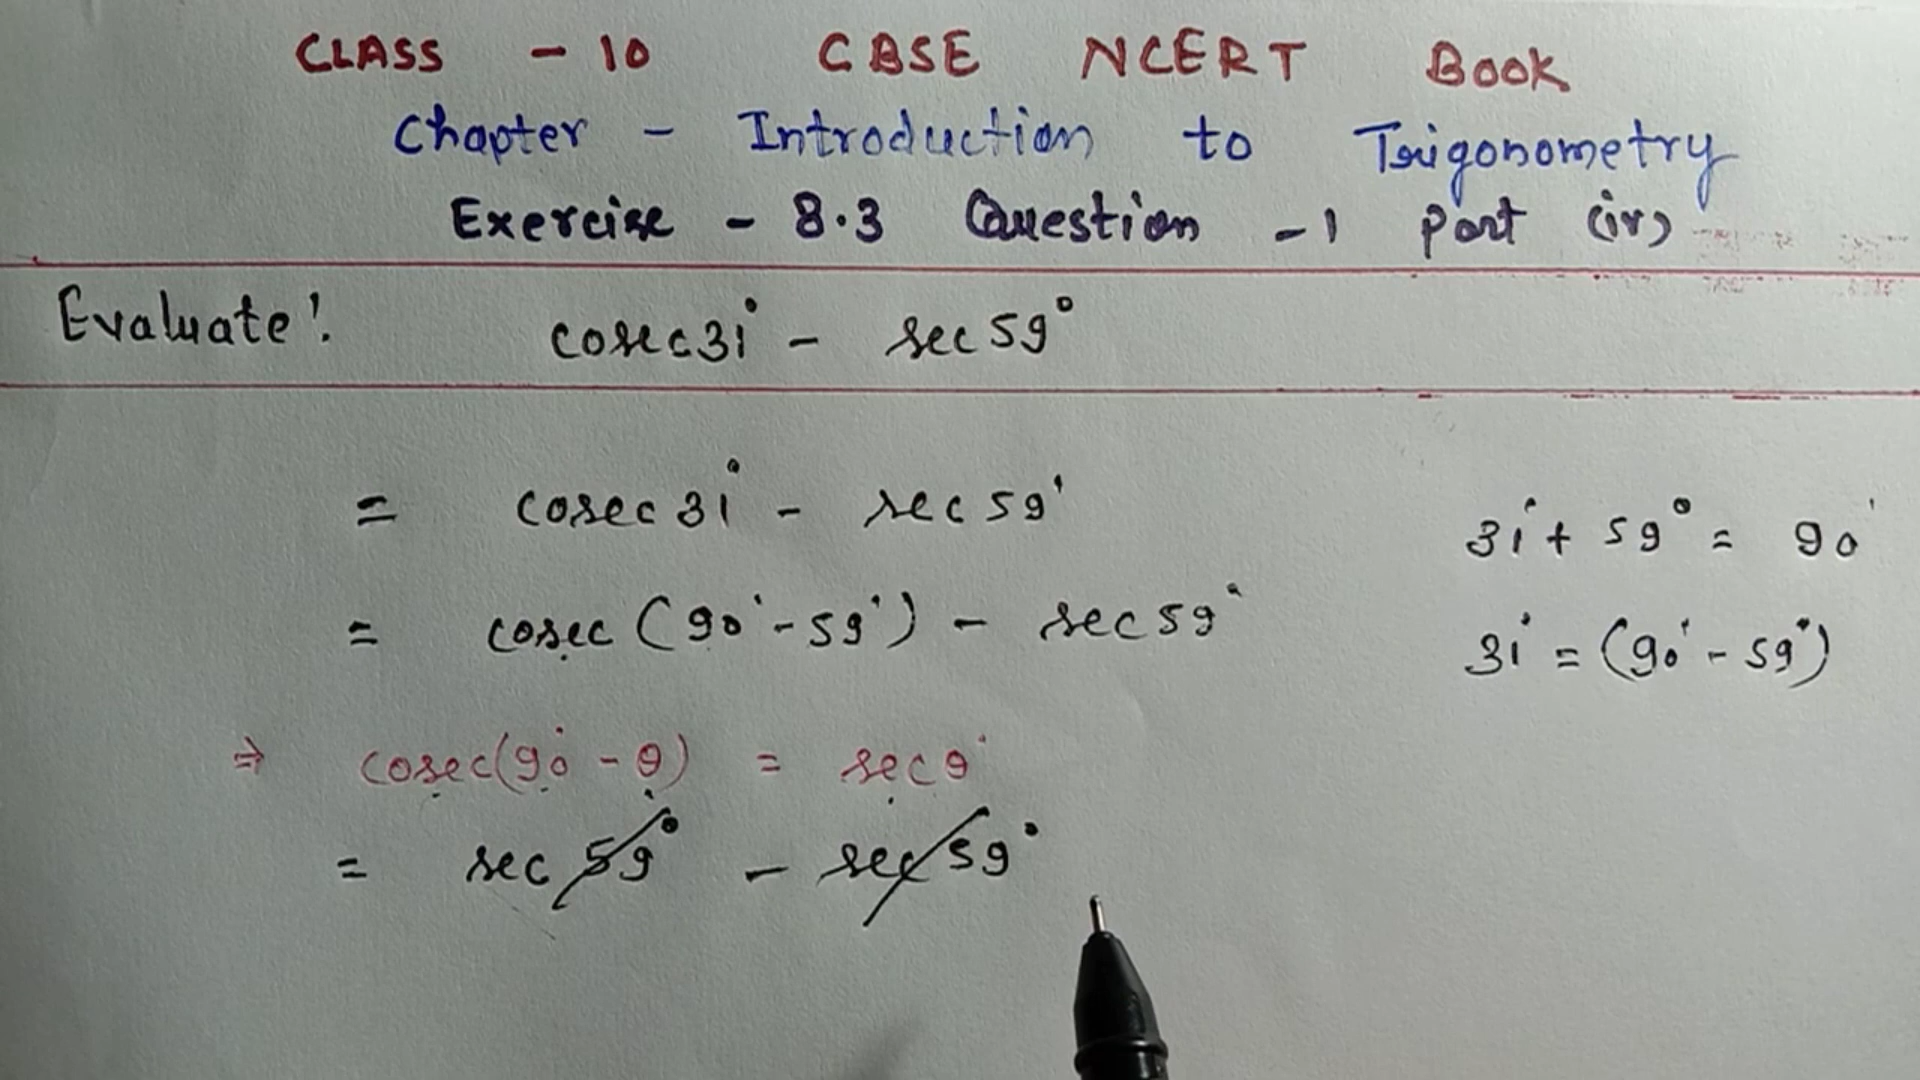 CLASS - 10 CBSE NCERT Book
Chapter - Introduction to Trigonometry
Exercise - 8.3 Question - 1 Part (iv)
Evaluate: cosec31° - sec59°
= cosec31° - sec59°
31° + 59° = 90°
= cosec(90° - 59°) - sec59°
31° = (90° - 59°)
⇒ cosec(90° - θ) = secθ°
= sec59° - sec59°